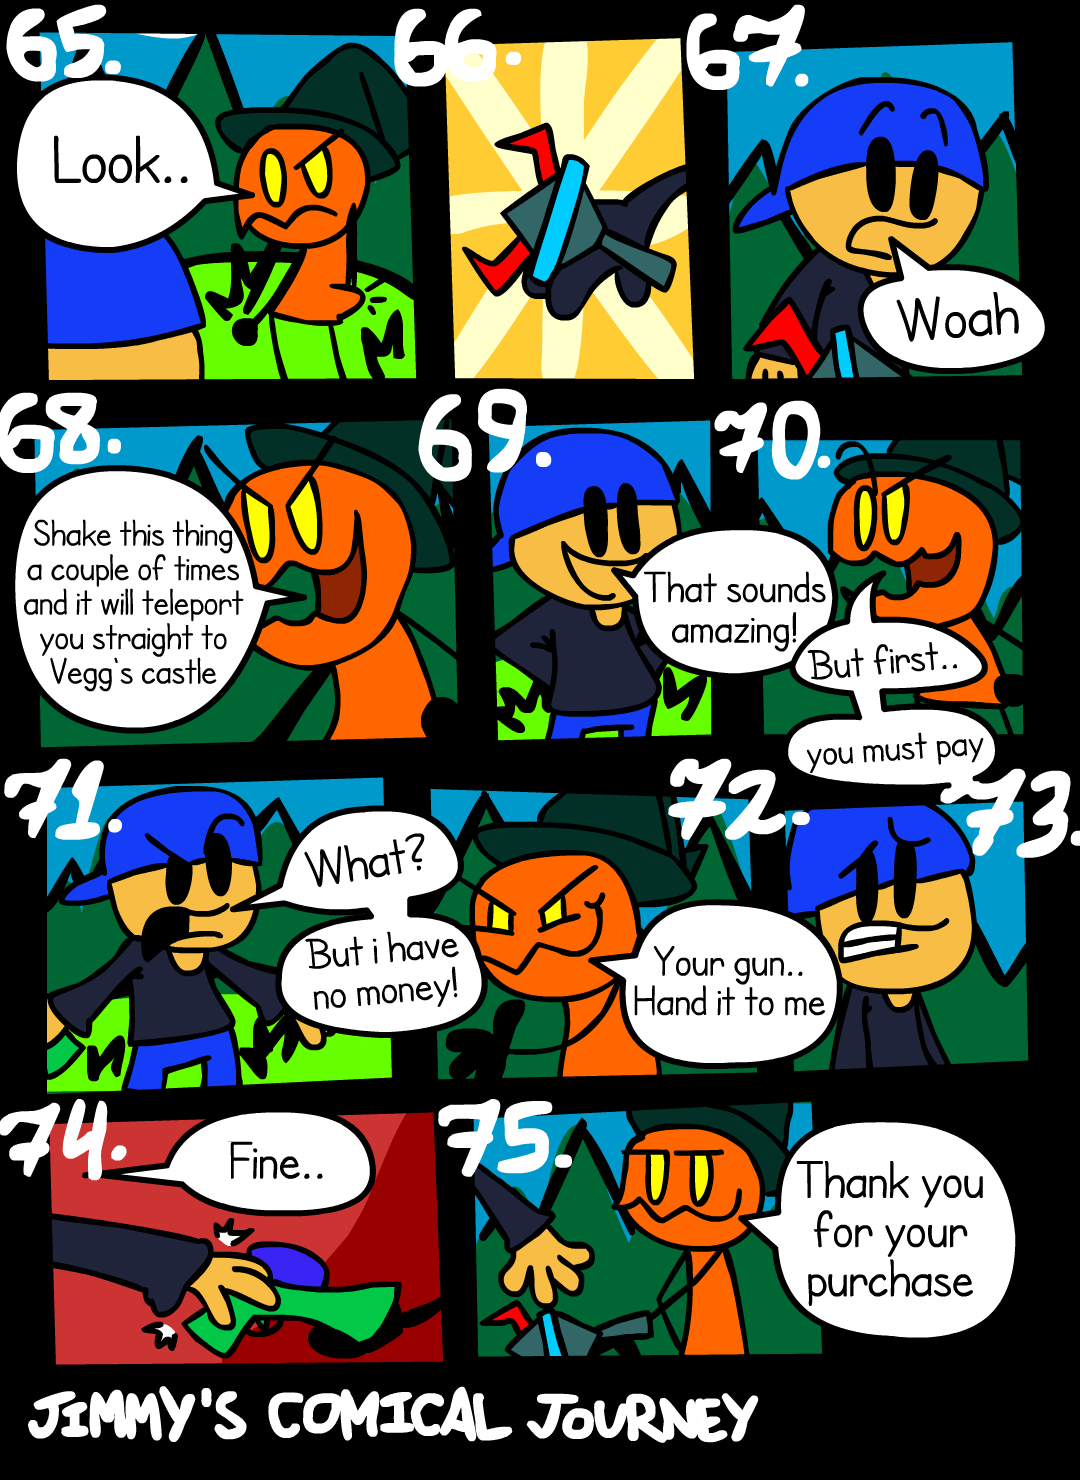 65.
Look..
66.
67.
Woah
68.
Shake this thing
a couple of times
and it will teleport
you straight to
Vegg's castle
69.
That sounds
amazing!
70.
But first..
you must pay
71.
What?
But i have
no money!
72.
Your gun..
Hand it to me
73.
74.
Fine..
75.
Thank you
for your
purchase
JIMMY'S COMICAL JOURNEY